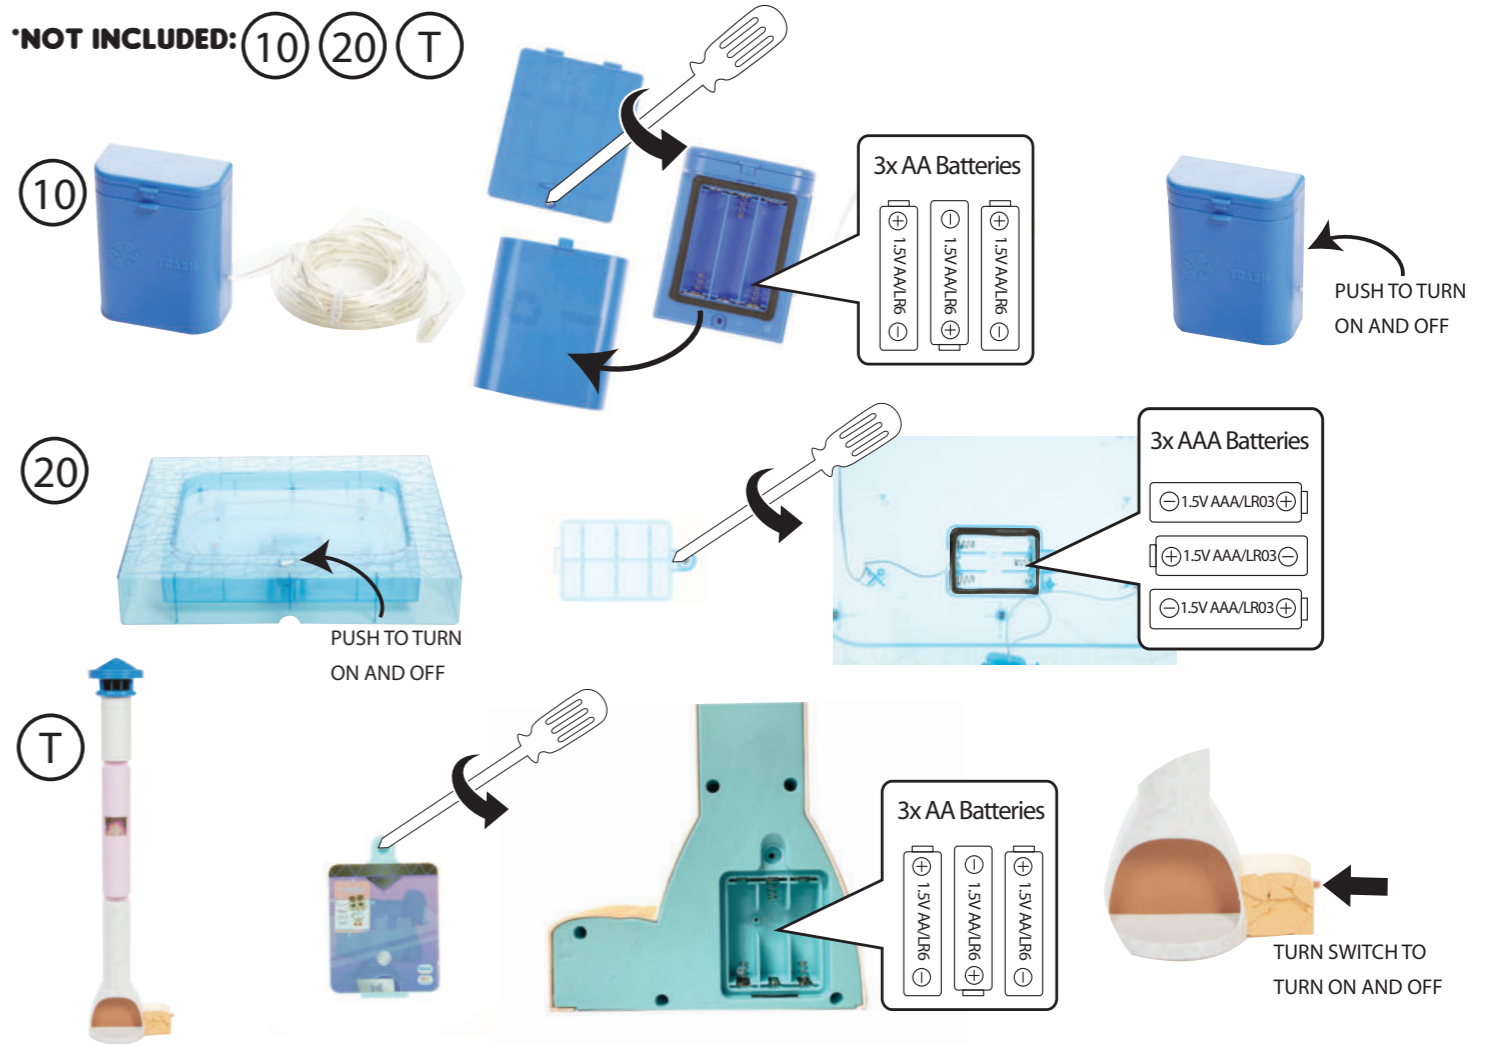 *NOT INCLUDED: 10 20 T
10
3x AA Batteries
+ 1.5V AA/LR6 −
− 1.5V AA/LR6 +
+ 1.5V AA/LR6 −
PUSH TO TURN
ON AND OFF
20
PUSH TO TURN
ON AND OFF
3x AAA Batteries
− 1.5V AAA/LR03 +
+ 1.5V AAA/LR03 −
− 1.5V AAA/LR03 +
T
3x AA Batteries
+ 1.5V AA/LR6 −
− 1.5V AA/LR6 +
+ 1.5V AA/LR6 −
TURN SWITCH TO
TURN ON AND OFF